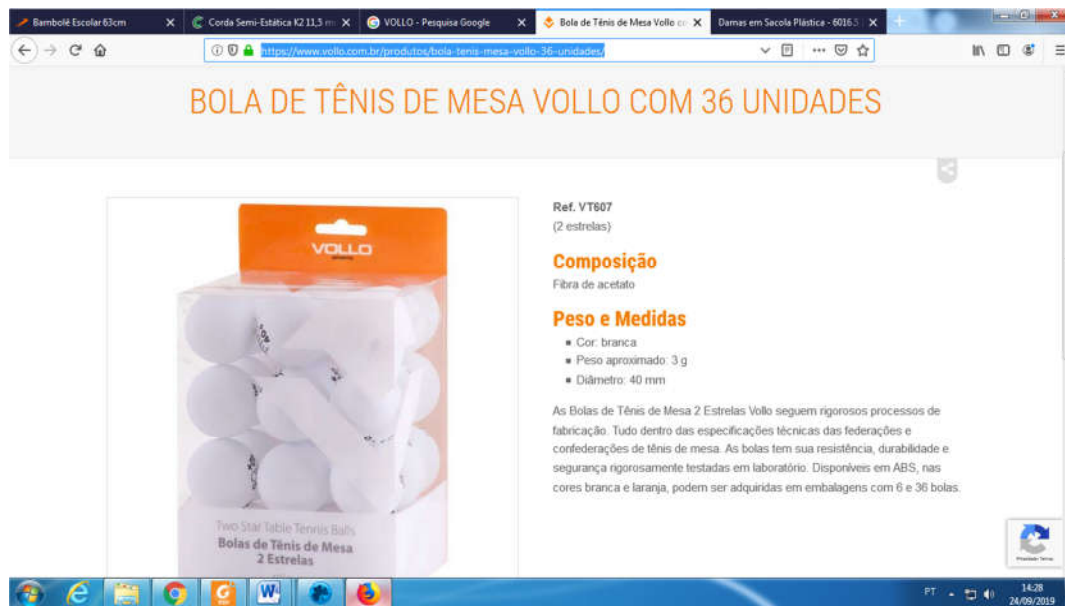 Bambolê Escolar 63cm
Corda Semi-Estática K2 11,5 m
VOLLO - Pesquisa Google
Bola de Tênis de Mesa Vollo co
Damas em Sacola Plástica - 6016.5
https://www.vollo.com.br/produtos/bola-tenis-mesa-vollo-36-unidades/
BOLA DE TÊNIS DE MESA VOLLO COM 36 UNIDADES
VOLLO
Two Star Table Tennis Balls
Bolas de Tênis de Mesa
2 Estrelas
Ref. VT607
(2 estrelas)
Composição
Fibra de acetato
Peso e Medidas
Cor: branca
Peso aproximado: 3 g
Diâmetro: 40 mm
As Bolas de Tênis de Mesa 2 Estrelas Vollo seguem rigorosos processos de
fabricação. Tudo dentro das especificações técnicas das federações e
confederações de tênis de mesa. As bolas tem sua resistência, durabilidade e
segurança rigorosamente testadas em laboratório. Disponíveis em ABS, nas
cores branca e laranja, podem ser adquiridas em embalagens com 6 e 36 bolas.
PT
14:28
24/09/2019